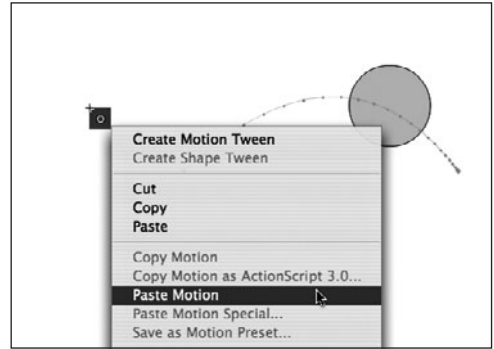 Create Motion Tween
Create Shape Tween
Cut
Copy
Paste
Copy Motion
Copy Motion as ActionScript 3.0...
Paste Motion
Paste Motion Special...
Save as Motion Preset...